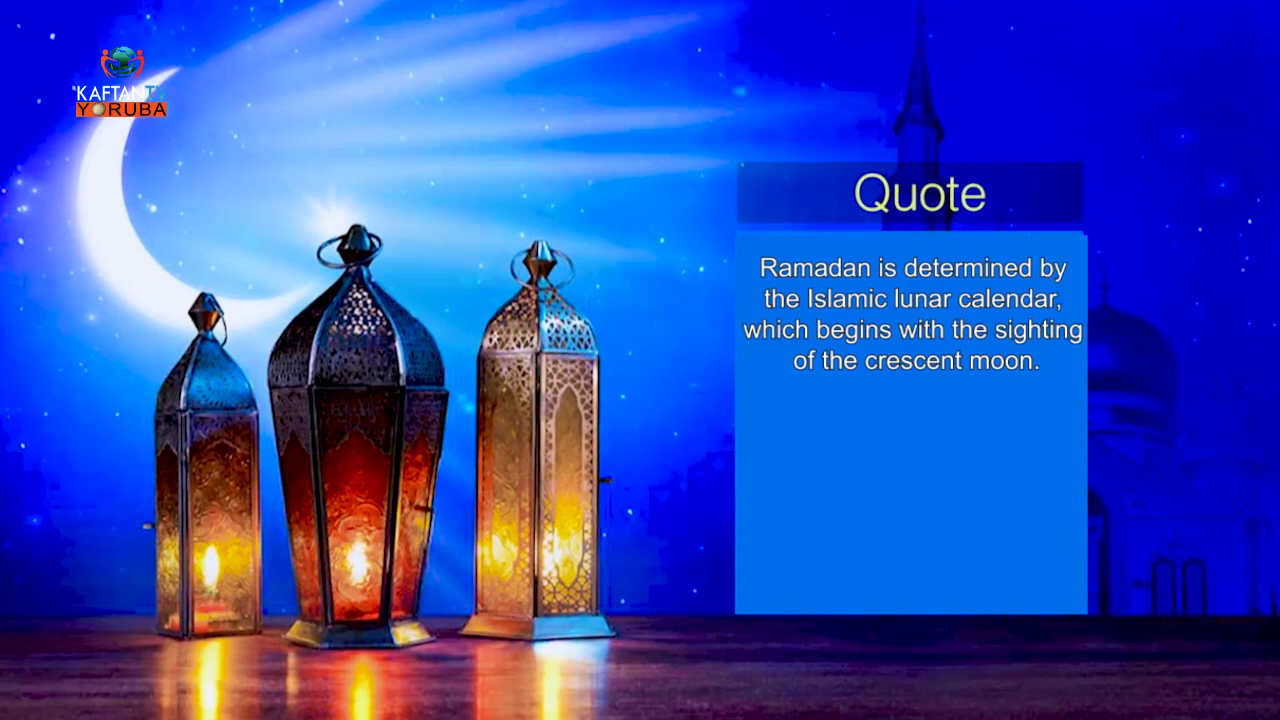 KAFTAN TV
YORUBA
Quote
Ramadan is determined by
the Islamic lunar calendar,
which begins with the sighting
of the crescent moon.